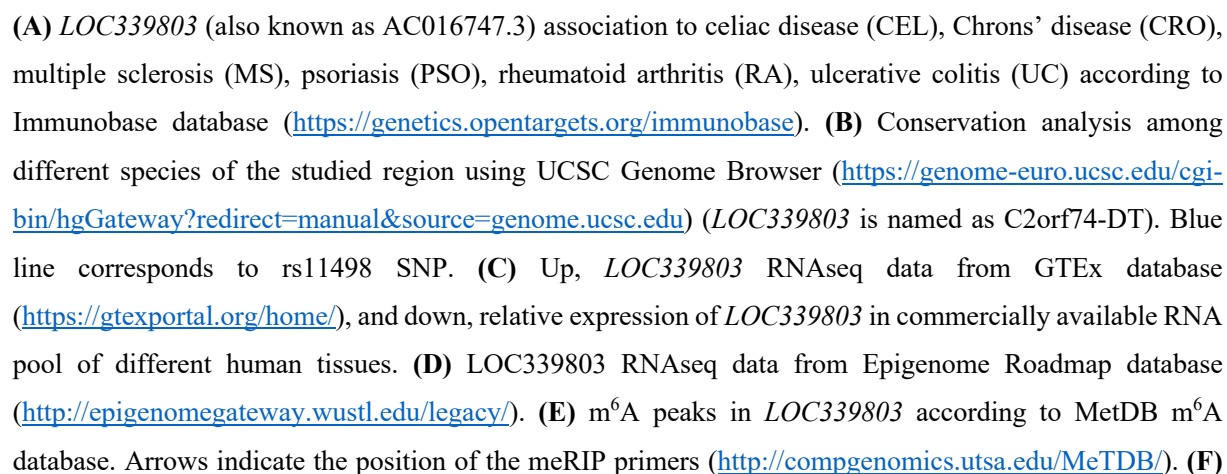 (A) LOC339803 (also known as AC016747.3) association to celiac disease (CEL), Chrons’ disease (CRO),
multiple sclerosis (MS), psoriasis (PSO), rheumatoid arthritis (RA), ulcerative colitis (UC) according to
Immunobase database (https://genetics.opentargets.org/immunobase). (B) Conservation analysis among
different species of the studied region using UCSC Genome Browser (https://genome-euro.ucsc.edu/cgi-
bin/hgGateway?redirect=manual&source=genome.ucsc.edu) (LOC339803 is named as C2orf74-DT). Blue
line corresponds to rs11498 SNP. (C) Up, LOC339803 RNAseq data from GTEx database
(https://gtexportal.org/home/), and down, relative expression of LOC339803 in commercially available RNA
pool of different human tissues. (D) LOC339803 RNAseq data from Epigenome Roadmap database
(http://epigenomegateway.wustl.edu/legacy/). (E) m⁶A peaks in LOC339803 according to MetDB m⁶A
database. Arrows indicate the position of the meRIP primers (http://compgenomics.utsa.edu/MeTDB/). (F)